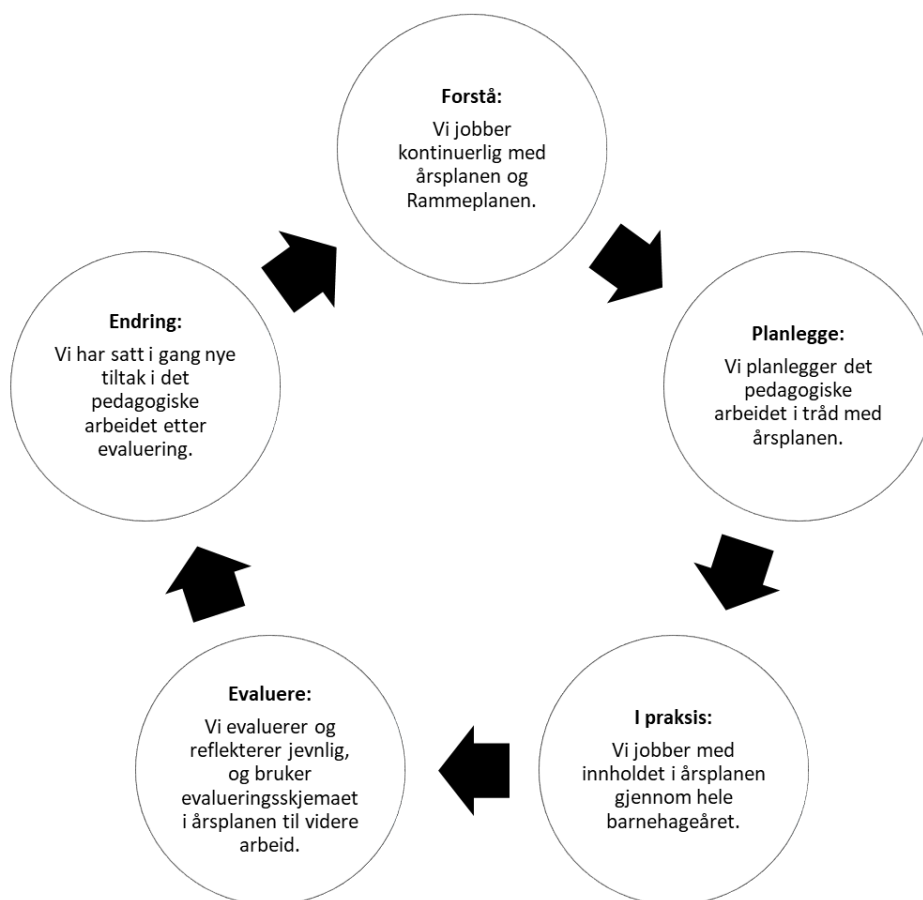 Forstå:
Vi jobber
kontinuerlig med
årsplanen og
Rammeplanen.
Planlegge:
Vi planlegger det
pedagogiske
arbeidet i tråd med
årsplanen.
I praksis:
Vi jobber med
innholdet i årsplanen
gjennom hele
barnehageåret.
Evaluere:
Vi evaluerer og
reflekterer jevnlig,
og bruker
evalueringsskjemaet
i årsplanen til videre
arbeid.
Endring:
Vi har satt i gang nye
tiltak i det
pedagogiske
arbeidet etter
evaluering.